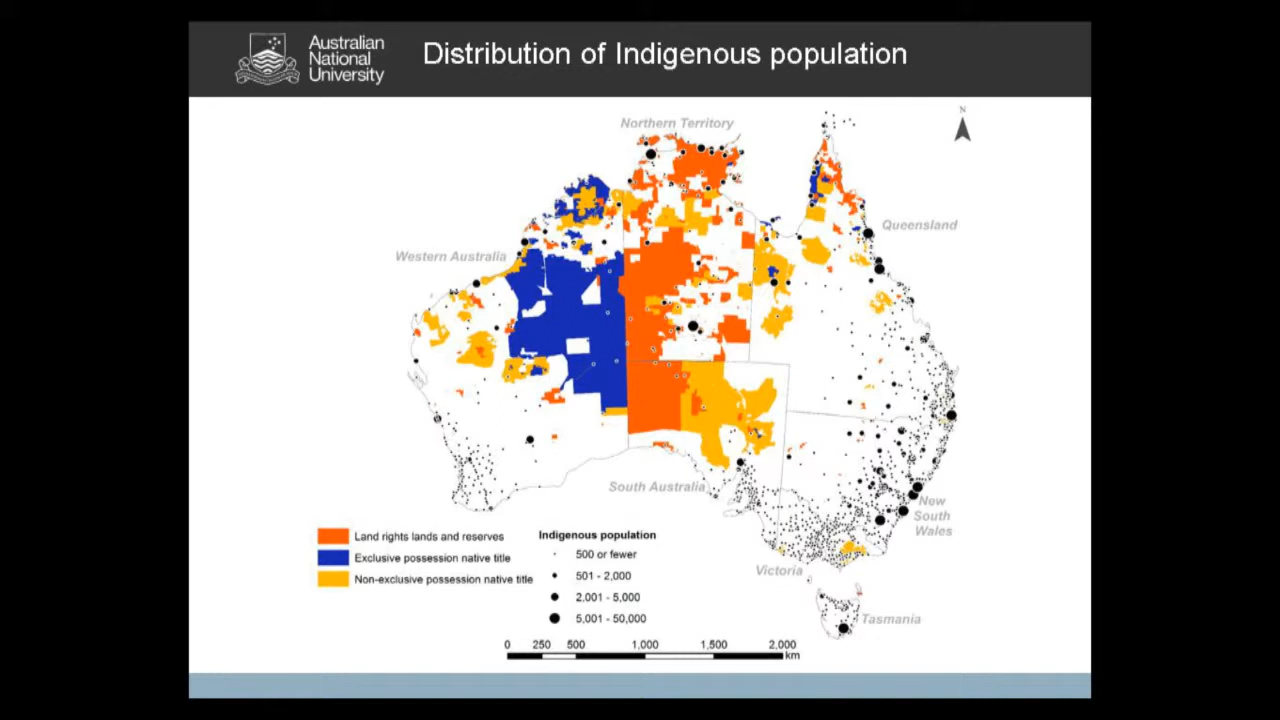 Australian
National
University
Distribution of Indigenous population
N
Northern Territory
Queensland
Western Australia
South Australia
New
South
Wales
Victoria
Tasmania
Land rights lands and reserves
Exclusive possession native title
Non-exclusive possession native title
Indigenous population
500 or fewer
501 - 2,000
2,001 - 5,000
5,001 - 50,000
0 250 500 1,000 1,500 2,000
km